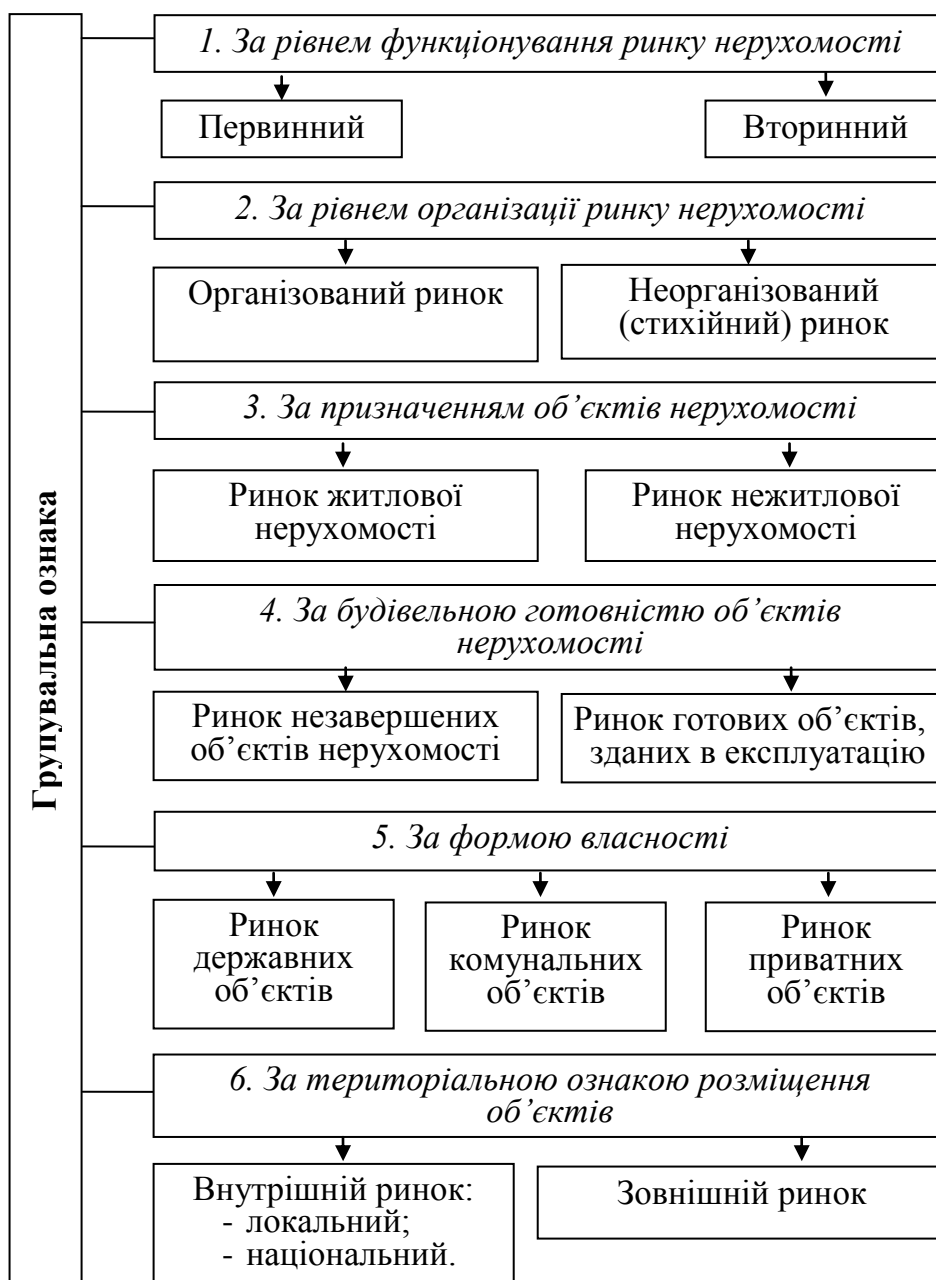 Групувальна ознака
1. За рівнем функціонування ринку нерухомості
Первинний
Вторинний
2. За рівнем організації ринку нерухомості
Організований ринок
Неорганізований
(стихійний) ринок
3. За призначенням об’єктів нерухомості
Ринок житлової
нерухомості
Ринок нежитлової
нерухомості
4. За будівельною готовністю об’єктів
нерухомості
Ринок незавершених
об’єктів нерухомості
Ринок готових об’єктів,
зданих в експлуатацію
5. За формою власності
Ринок
державних
об’єктів
Ринок
комунальних
об’єктів
Ринок
приватних
об’єктів
6. За територіальною ознакою розміщення
об’єктів
Внутрішній ринок:
- локальний;
- національний.
Зовнішній ринок